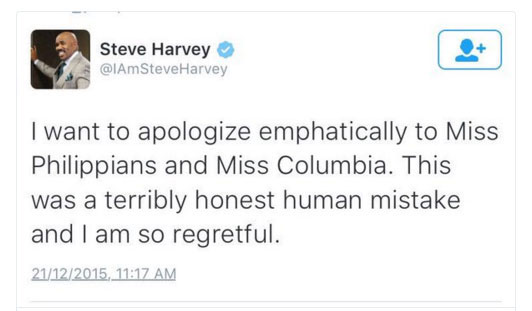 Steve Harvey
@IAmSteveHarvey
I want to apologize emphatically to Miss
Philippians and Miss Columbia. This
was a terribly honest human mistake
and I am so regretful.
21/12/2015, 11:17 AM